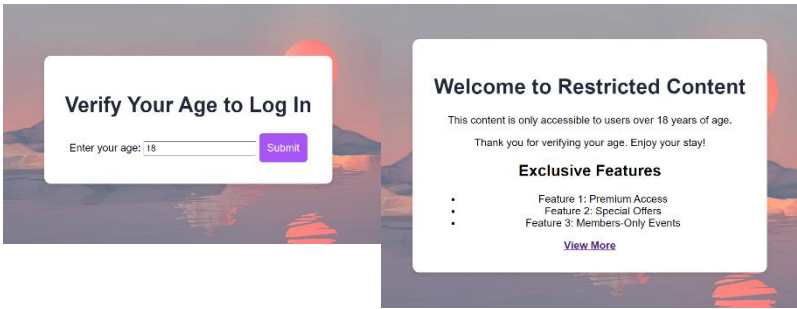 Verify Your Age to Log In
Enter your age: 18 Submit
Welcome to Restricted Content
This content is only accessible to users over 18 years of age.
Thank you for verifying your age. Enjoy your stay!
Exclusive Features
Feature 1: Premium Access
Feature 2: Special Offers
Feature 3: Members-Only Events
View More